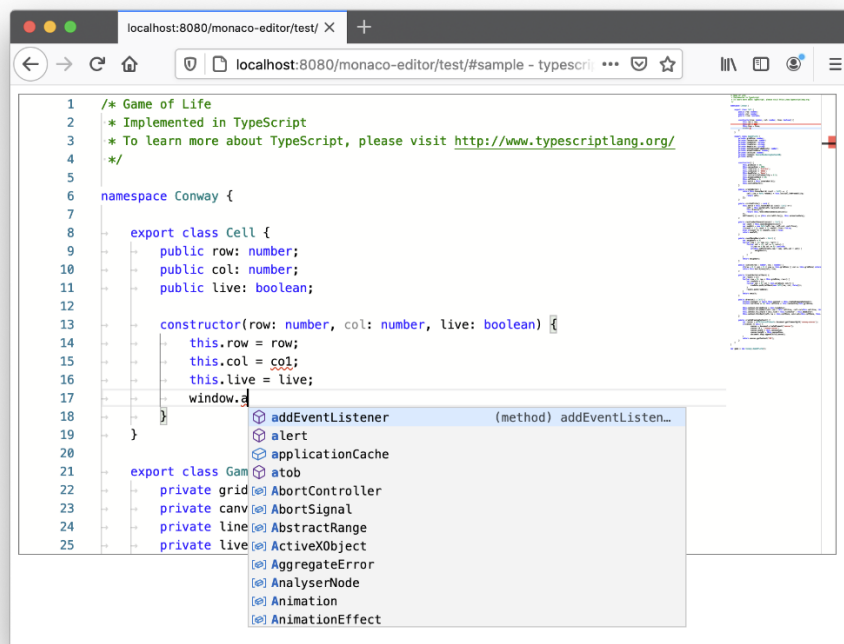 localhost:8080/monaco-editor/test/
localhost:8080/monaco-editor/test/#sample - typescri
1 /* Game of Life
2 * Implemented in TypeScript
3 * To learn more about TypeScript, please visit http://www.typescriptlang.org/
4 */
5
6 namespace Conway {
7
8 export class Cell {
9 public row: number;
10 public col: number;
11 public live: boolean;
12
13 constructor(row: number, col: number, live: boolean) {
14 this.row = row;
15 this.col = co1;
16 this.live = live;
17 window.a
18 }
19 }
20
21 export class Gam
22 private grid
23 private canv
24 private line
25 private live
addEventListener (method) addEventListen…
alert
applicationCache
atob
AbortController
AbortSignal
AbstractRange
ActiveXObject
AggregateError
AnalyserNode
Animation
AnimationEffect